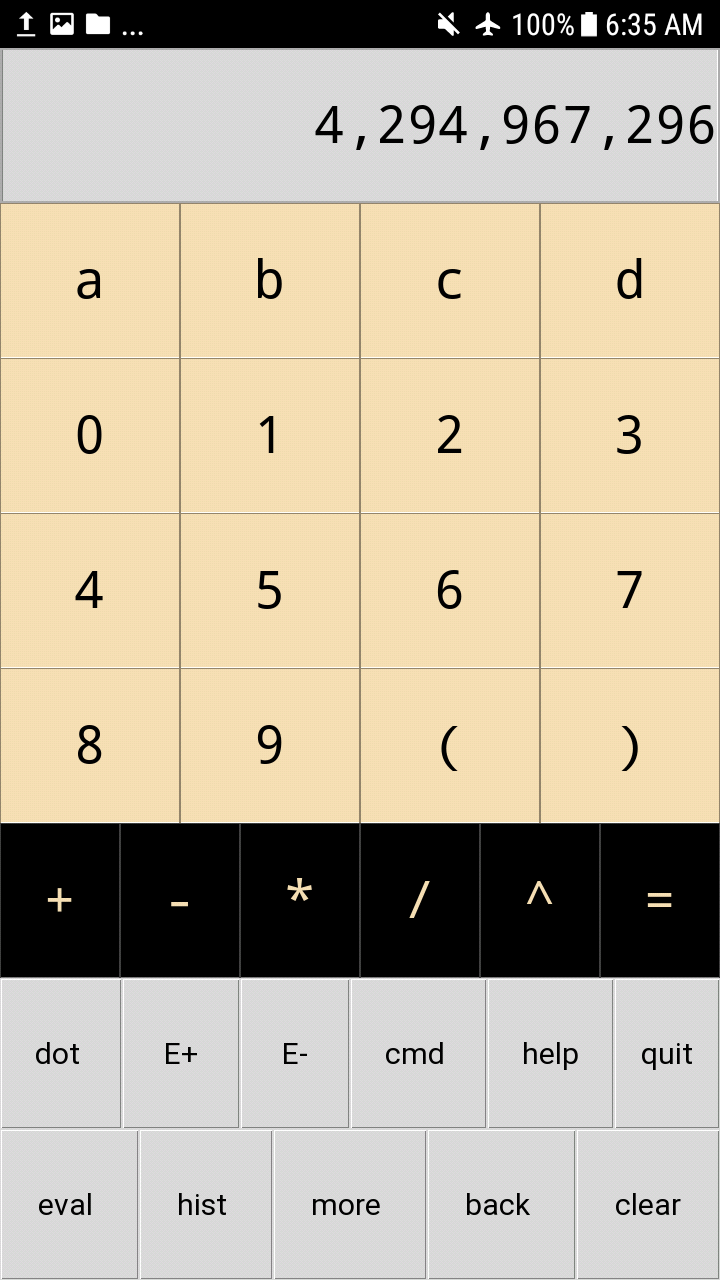 ... 100% 6:35 AM
4,294,967,296
a b c d
0 1 2 3
4 5 6 7
8 9 ( )
+ - * / ^ =
dot E+ E- cmd help quit
eval hist more back clear